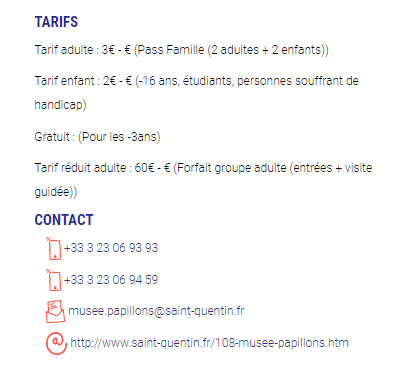 TARIFS
Tarif adulte : 3€ - € (Pass Famille (2 adultes + 2 enfants))
Tarif enfant : 2€ - € (-16 ans, étudiants, personnes souffrant de
handicap)
Gratuit : (Pour les -3ans)
Tarif réduit adulte : 60€ - € (Forfait groupe adulte (entrées + visite
guidée))
CONTACT
+33 3 23 06 93 93
+33 3 23 06 94 59
musee.papillons@saint-quentin.fr
http://www.saint-quentin.fr/108-musee-papillons.htm